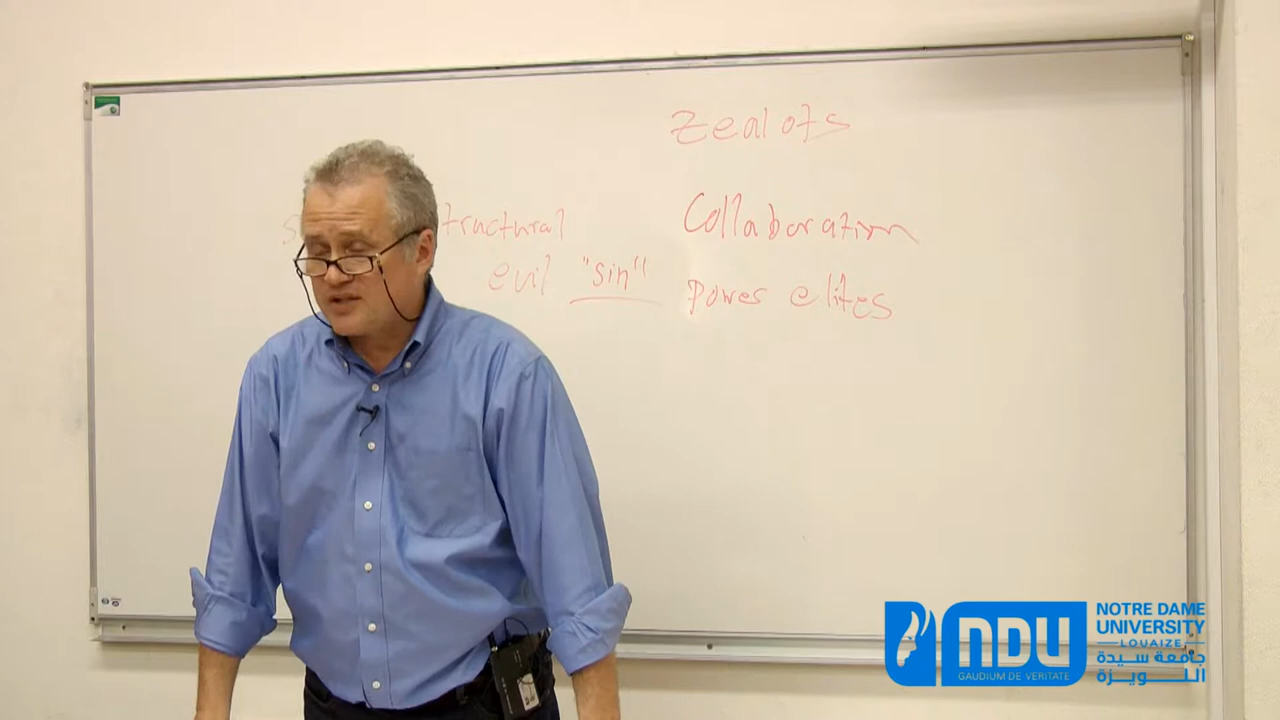 Zealots
tructural
Collaboration
evil "sin"
Power elites
NDU
GAUDIUM DE VERITATE
NOTRE DAME
UNIVERSITY
LOUAIZE
جامعة سيدة
اللويزة